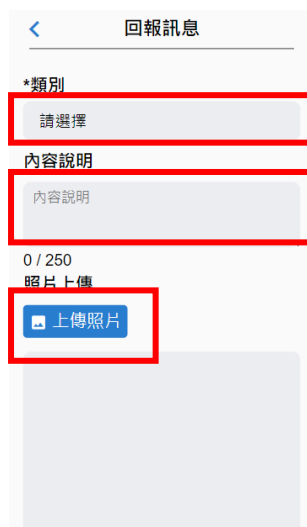 回報訊息
*類別
請選擇
內容說明
內容說明
0 / 250
照片上傳
上傳照片